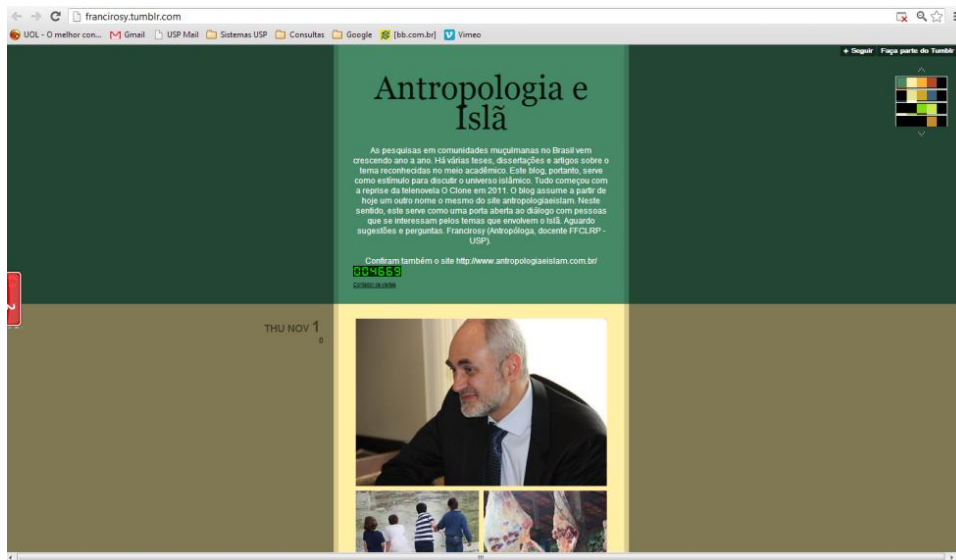 francirosy.tumblr.com
UOL - O melhor con... Gmail USP Mail Sistemas USP Consultas Google [bb.com.br] Vimeo
+ Seguir Faça parte do Tumblr
Antropologia e
Islã
As pesquisas em comunidades muçulmanas no Brasil vem
crescendo ano a ano. Há várias teses, dissertações e artigos sobre o
tema reconhecidas no meio acadêmico. Este blog, portanto, serve
como estímulo para discutir o universo islâmico. Tudo começou com
a reprise da telenovela O Clone em 2011. O blog assume a partir de
hoje um outro nome o mesmo do site antropologiaeislam. Neste
sentido, este serve como uma porta aberta ao diálogo com pessoas
que se interessam pelos temas que envolvem o Islã. Aguardo
sugestões e perguntas. Francirosy (Antropóloga, docente FFCLRP -
USP).
Confiram também o site http://www.antropologiaeislam.com.br/
004669
Contador de visitas
THU NOV 1
0